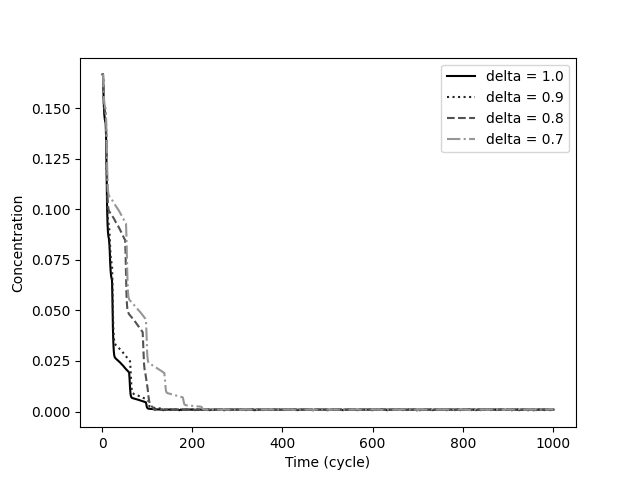 delta = 1.0
delta = 0.9
delta = 0.8
delta = 0.7
Concentration
0.150
0.125
0.100
0.075
0.050
0.025
0.000
0 200 400 600 800 1000
Time (cycle)